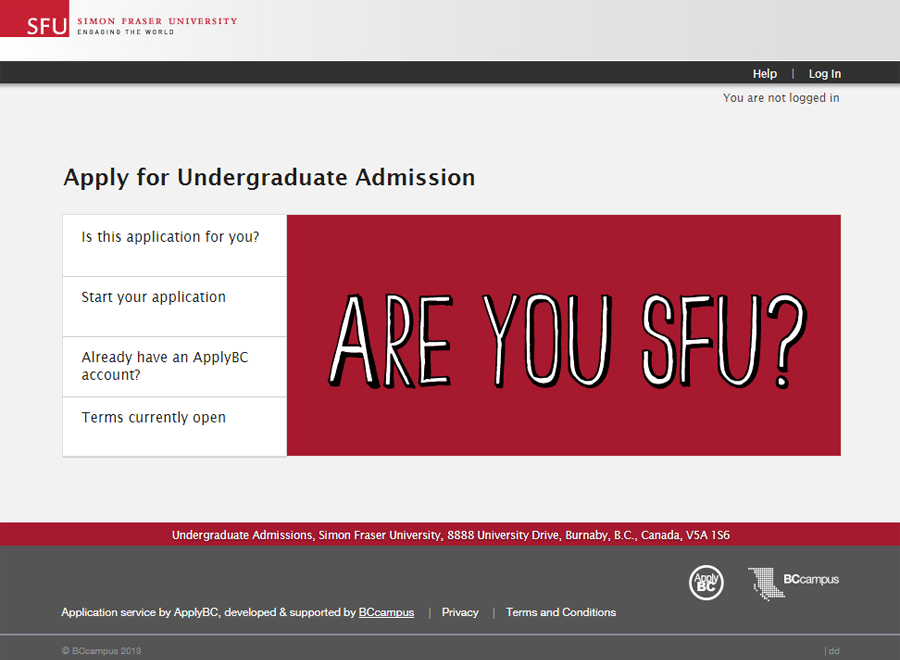 SFU SIMON FRASER UNIVERSITY
ENGAGING THE WORLD
Help | Log In
You are not logged in
Apply for Undergraduate Admission
Is this application for you?
Start your application
Already have an ApplyBC
account?
Terms currently open
ARE YOU SFU?
Undergraduate Admissions, Simon Fraser University, 8888 University Drive, Burnaby, B.C., Canada, V5A 1S6
Apply
BC
BCcampus
Application service by ApplyBC, developed & supported by BCcampus | Privacy | Terms and Conditions
© BCcampus 2013
| dd